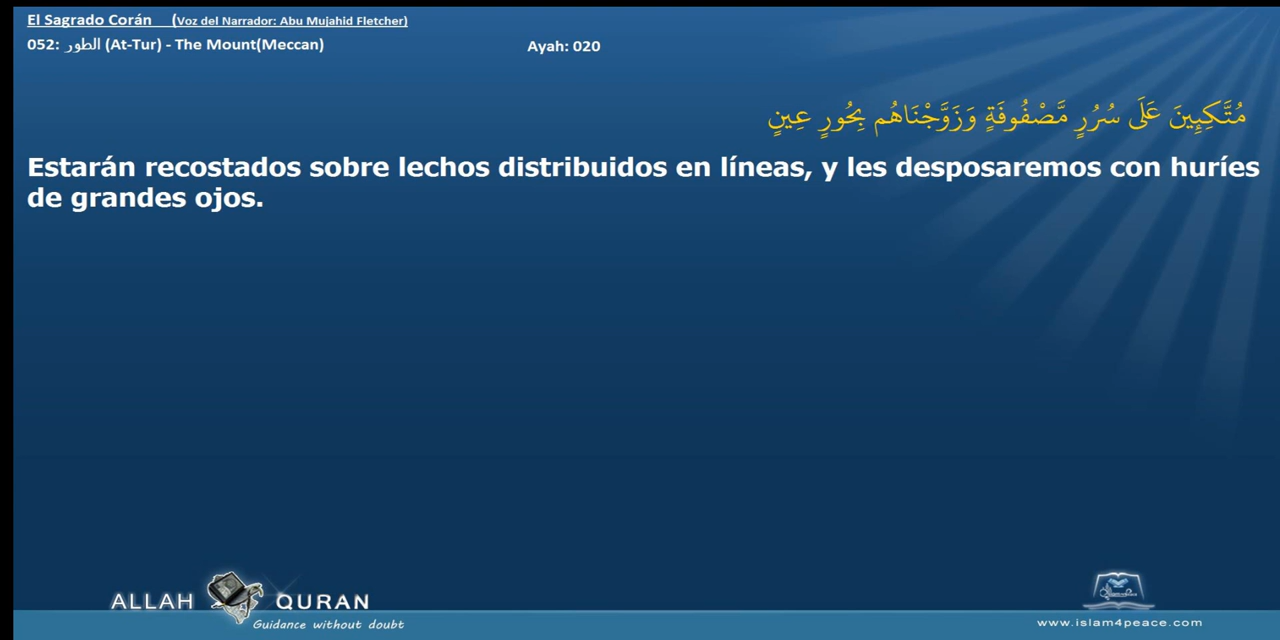 El Sagrado Corán (Voz del Narrador: Abu Mujahid Fletcher)
052: الطور (At-Tur) - The Mount(Meccan) Ayah: 020
مُتَّكِئِينَ عَلَى سُرُرٍ مَّصْفُوفَةٍ وَزَوَّجْنَاهُم بِحُورٍ عِينٍ
Estarán recostados sobre lechos distribuidos en líneas, y les desposaremos con huríes
de grandes ojos.
ALLAH QURAN
Guidance without doubt
www.islam4peace.com